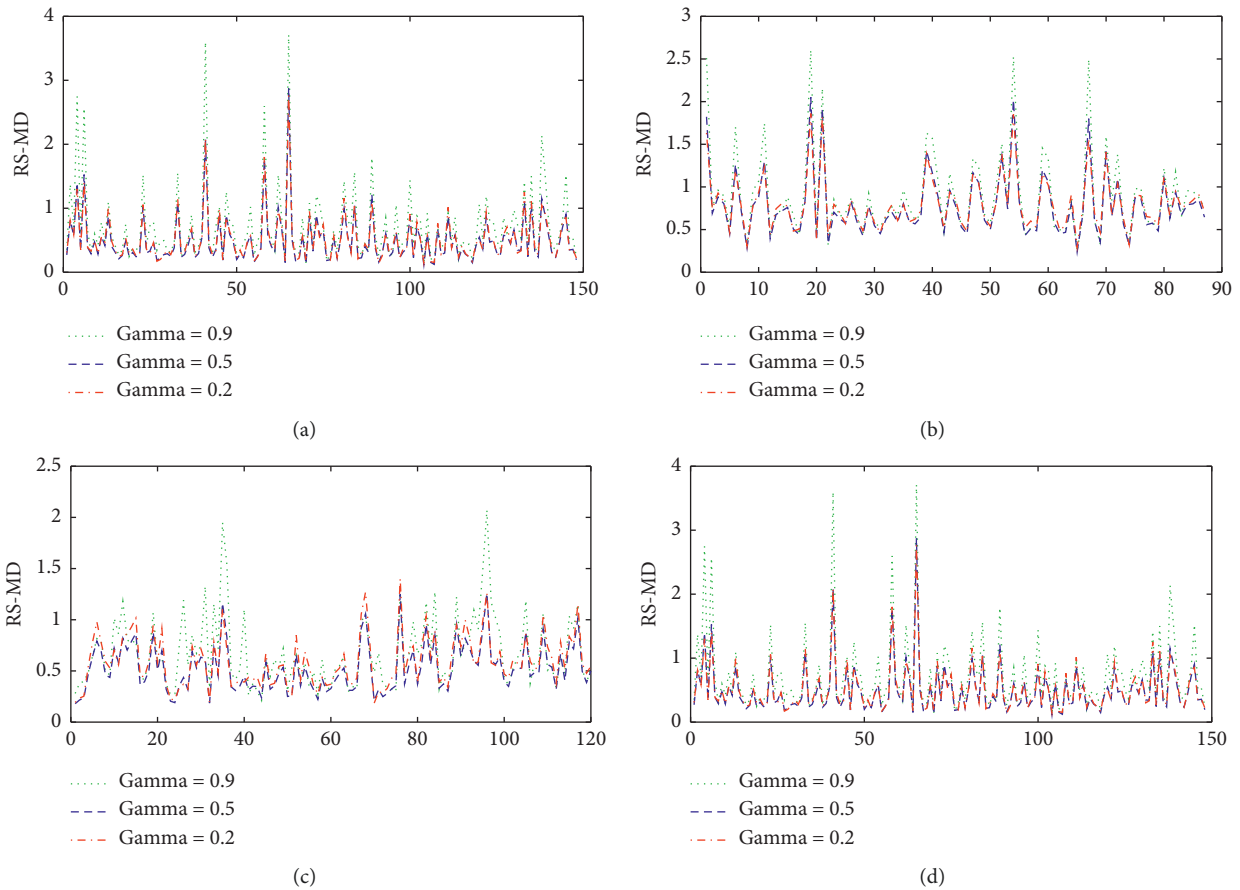 4
3
2
1
0
RS-MD
0 50 100 150
Gamma = 0.9
Gamma = 0.5
Gamma = 0.2
(a)
3
2.5
2
1.5
1
0.5
0
RS-MD
0 10 20 30 40 50 60 70 80 90
Gamma = 0.9
Gamma = 0.5
Gamma = 0.2
(b)
2.5
2
1.5
1
0.5
0
RS-MD
0 20 40 60 80 100 120
Gamma = 0.9
Gamma = 0.5
Gamma = 0.2
(c)
4
3
2
1
0
RS-MD
0 50 100 150
Gamma = 0.9
Gamma = 0.5
Gamma = 0.2
(d)